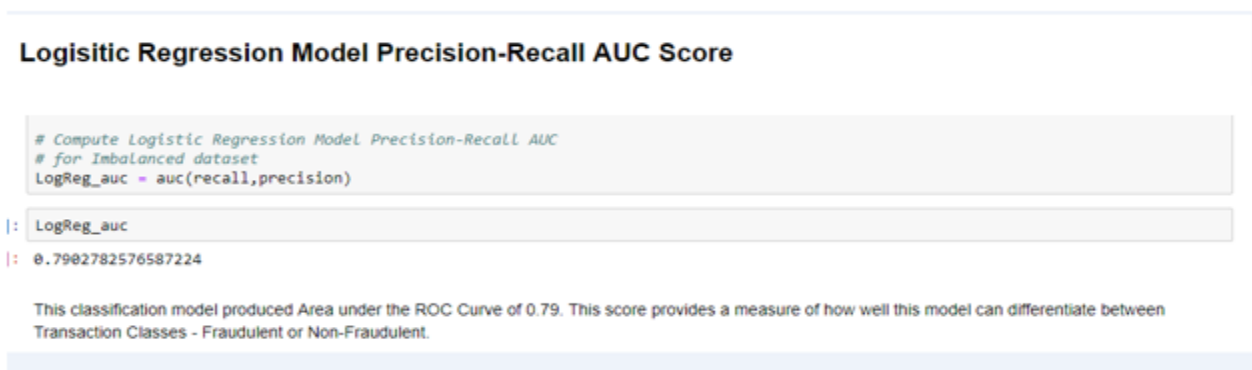 Logisitic Regression Model Precision-Recall AUC Score
# Compute Logistic Regression Model Precision-Recall AUC
# for Imbalanced dataset
LogReg_auc = auc(recall,precision)
]: LogReg_auc
]: 0.7902782576587224
This classification model produced Area under the ROC Curve of 0.79. This score provides a measure of how well this model can differentiate between
Transaction Classes - Fraudulent or Non-Fraudulent.